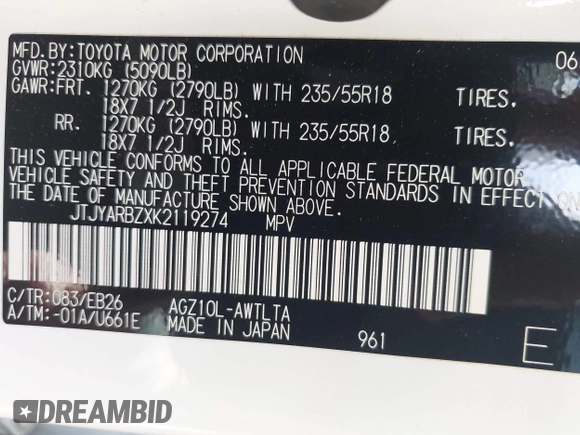 MFD.BY:TOYOTA MOTOR CORPORATION 06
GVWR:2310KG (5090LB)
GAWR:FRT. 1270KG (2790LB) WITH 235/55R18 TIRES.
18X7 1/2J RIMS.
RR. 1270KG (2790LB) WITH 235/55R18 TIRES.
18X7 1/2J RIMS.
THIS VEHICLE CONFORMS TO ALL APPLICABLE FEDERAL MOTOR
VEHICLE SAFETY AND THEFT PREVENTION STANDARDS IN EFFECT ON
THE DATE OF MANUFACTURE SHOWN ABOVE.
JTJYARBZXK2119274 MPV
C/TR:083/EB26 AGZ10L-AWTLTA
A/TM:-01A/U661E MADE IN JAPAN 961 E
DREAMBID